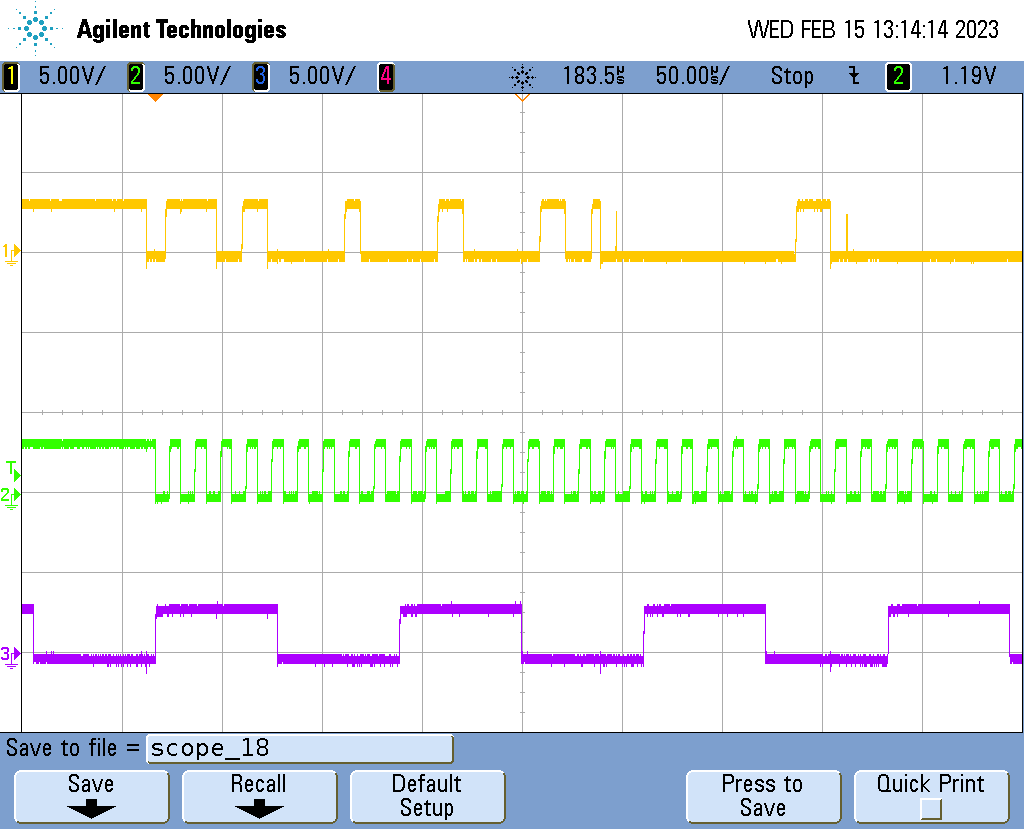 Agilent Technologies
WED FEB 15 13:14:14 2023
1 5.00V/ 2 5.00V/ 3 5.00V/ 4 183.5µs 50.00µs/ Stop 2 1.19V
1
T
2
3
Save to file = scope_18
Save Recall Default Setup Press to Save Quick Print